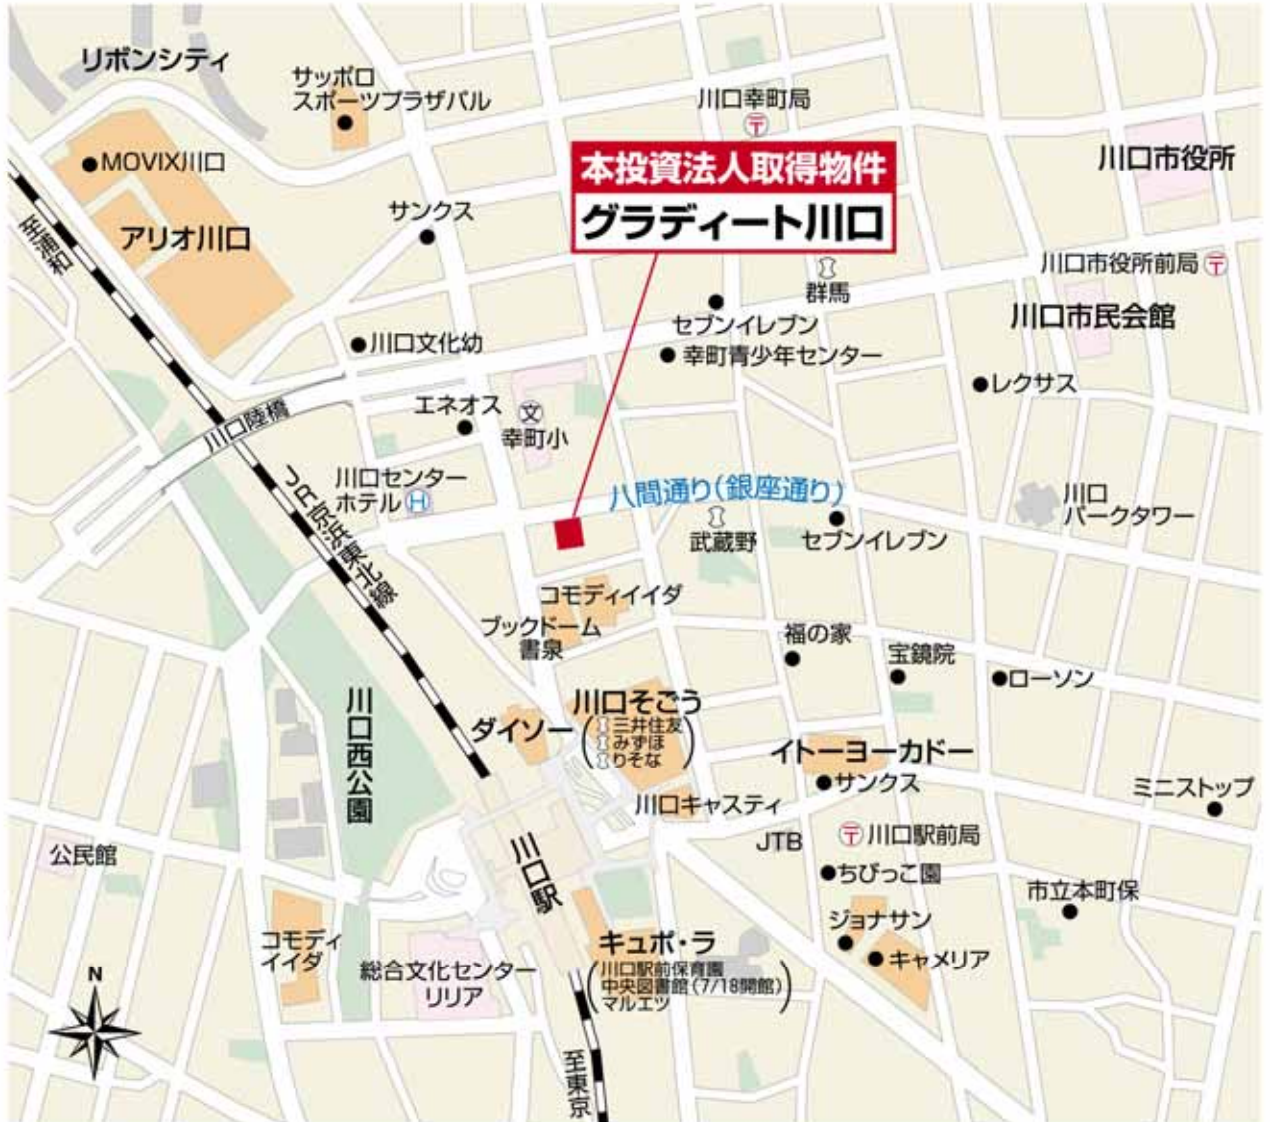 リボンシティ
サッポロ
スポーツプラザバル
川口幸町局
〒
MOVIX川口
本投資法人取得物件
グラディート川口
川口市役所
至浦和
アリオ川口
サンクス
川口市役所前局 〒
群馬
川口市民会館
セブンイレブン
川口文化幼
幸町青少年センター
レクサス
エネオス
文
幸町小
川口陸橋
川口センター
ホテル H
JR京浜東北線
八間通り(銀座通り)
武蔵野
セブンイレブン
川口
パークタワー
コモディイイダ
ブックドーム
書泉
福の家
宝鏡院
ローソン
川口西公園
川口そごう
ダイソー
三井住友
みずほ
りそな
イトーヨーカドー
サンクス
ミニストップ
川口キャスティ
JTB
〒川口駅前局
公民館
川口駅
ちびっこ園
市立本町保
ジョナサン
キャメリア
コモディ
イイダ
総合文化センター
リリア
キュポ・ラ
(川口駅前保育園
中央図書館(7/18開館)
マルエツ)
N
至東京